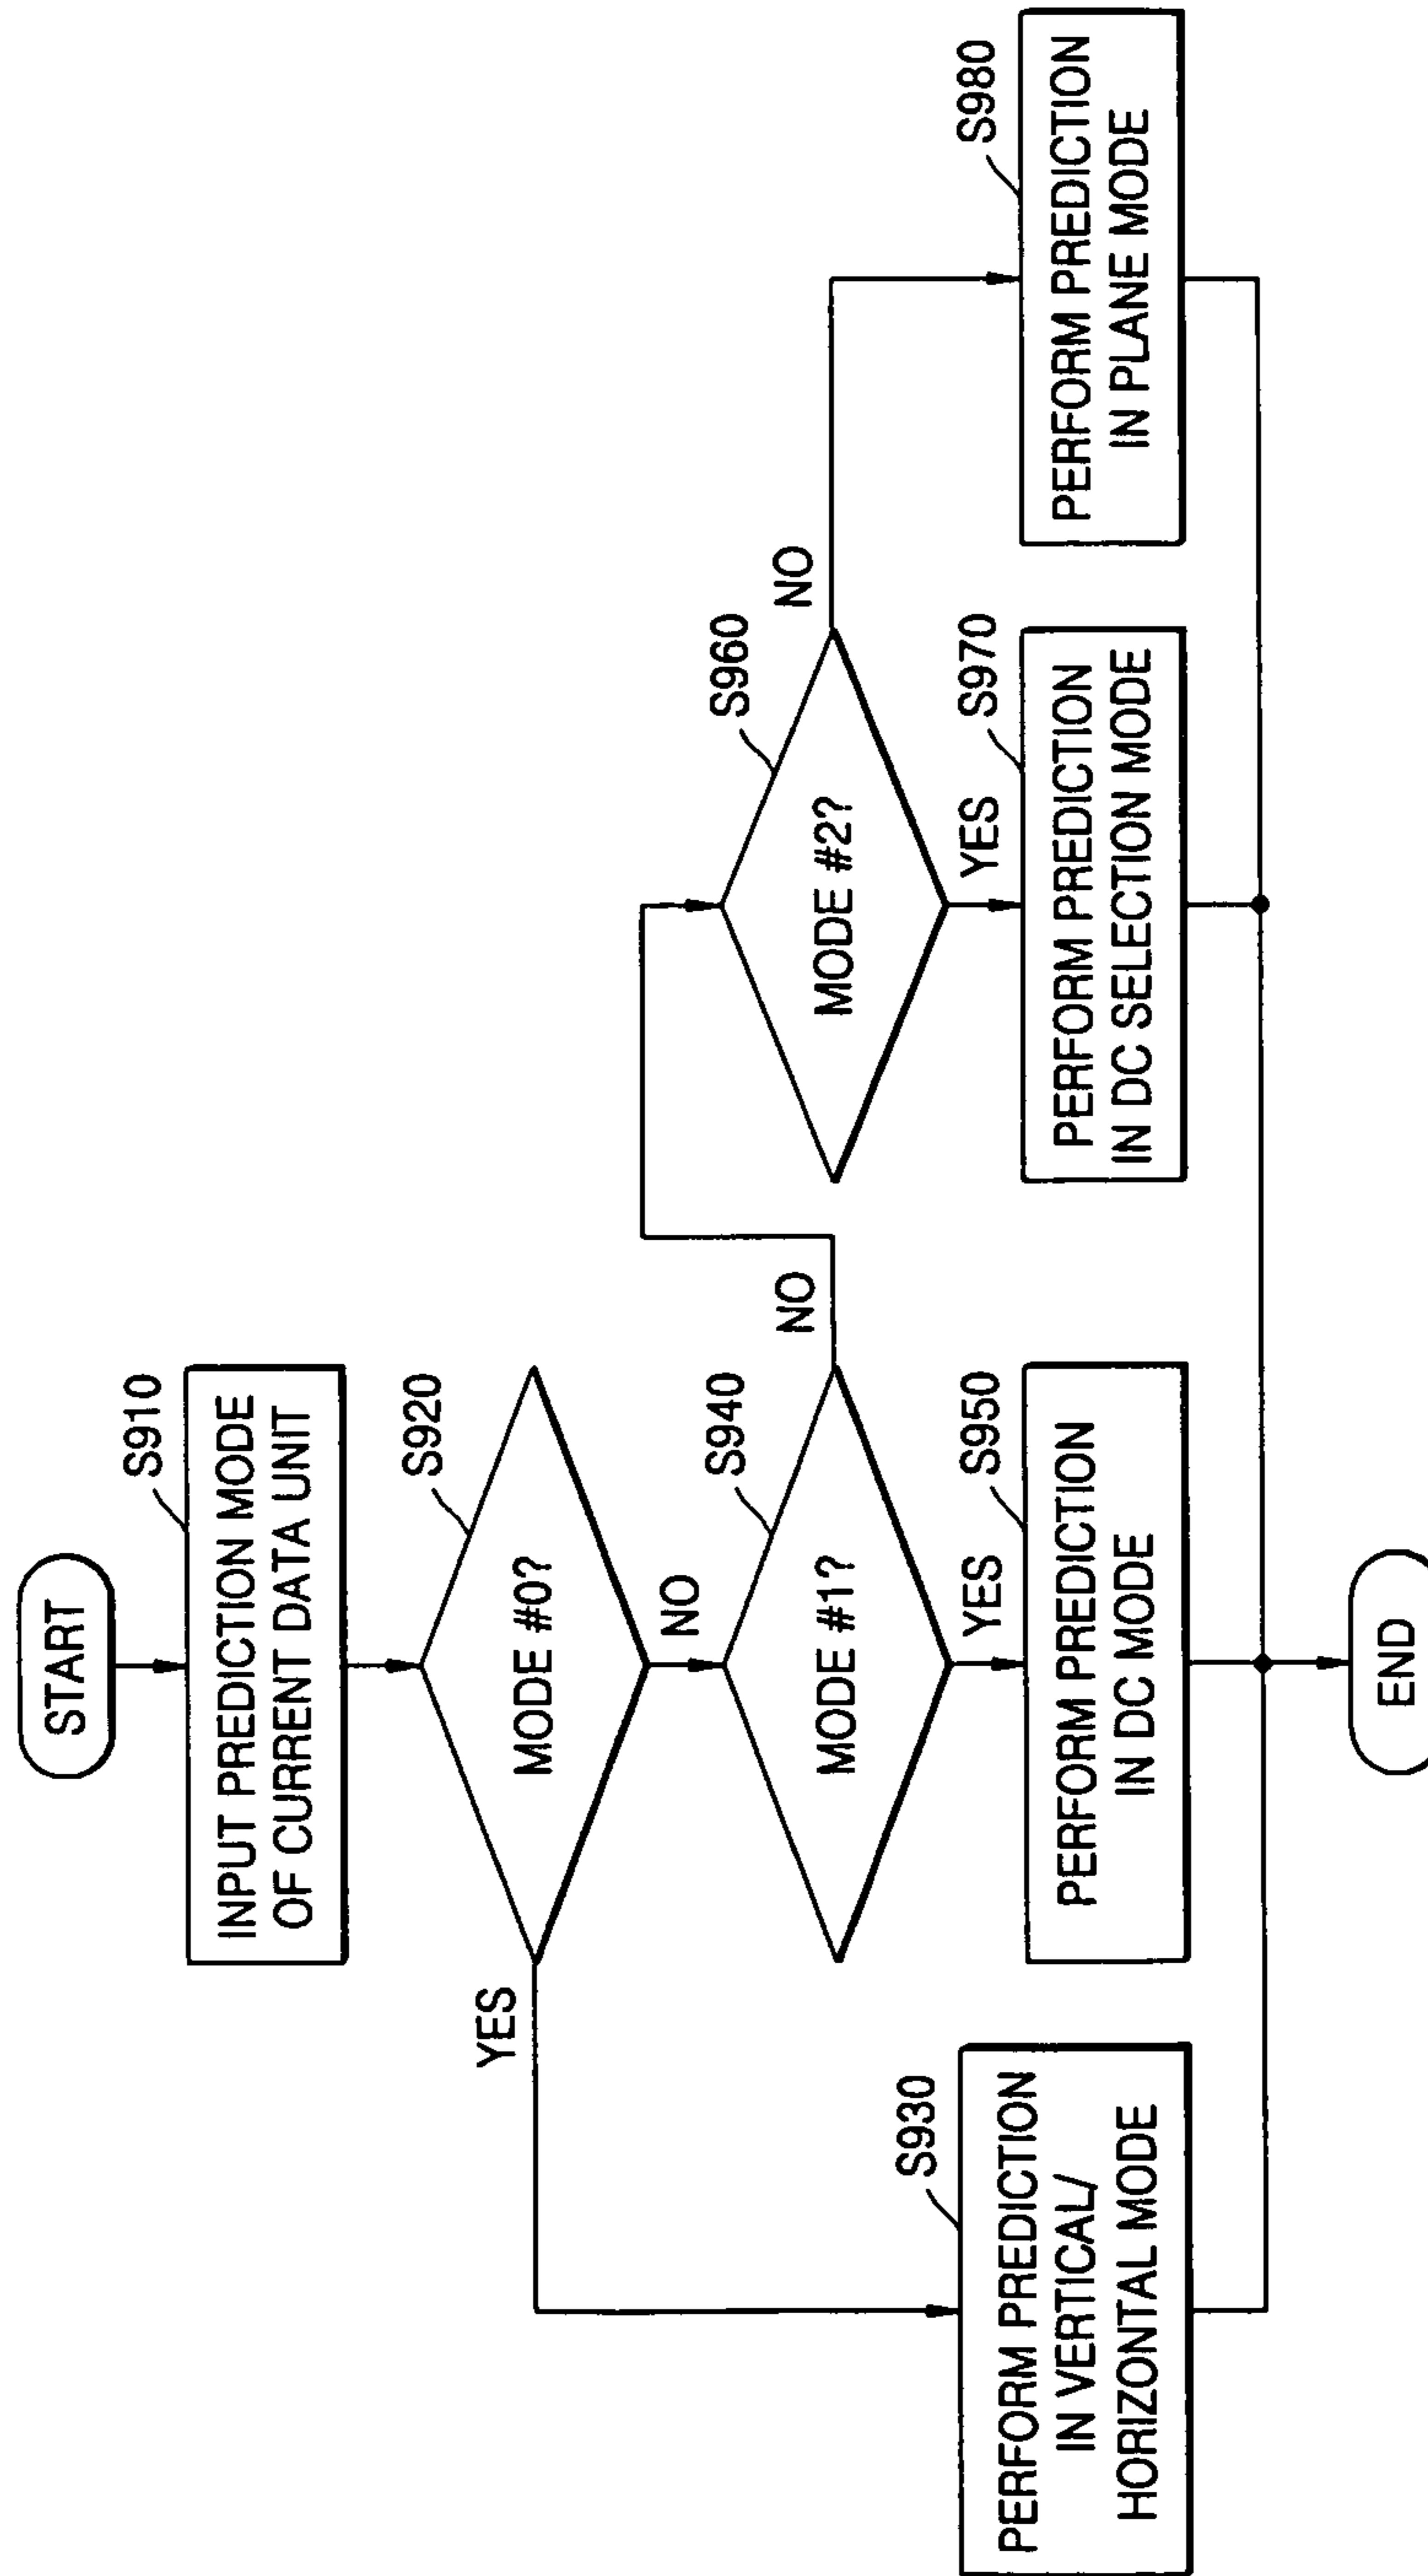 START
S910
INPUT PREDICTION MODE
OF CURRENT DATA UNIT
S920
MODE #0?
YES
NO
S930
PERFORM PREDICTION
IN VERTICAL/
HORIZONTAL MODE
S940
MODE #1?
NO
YES
S950
PERFORM PREDICTION
IN DC MODE
S960
MODE #2?
NO
YES
S970
PERFORM PREDICTION
IN DC SELECTION MODE
S980
PERFORM PREDICTION
IN PLANE MODE
END